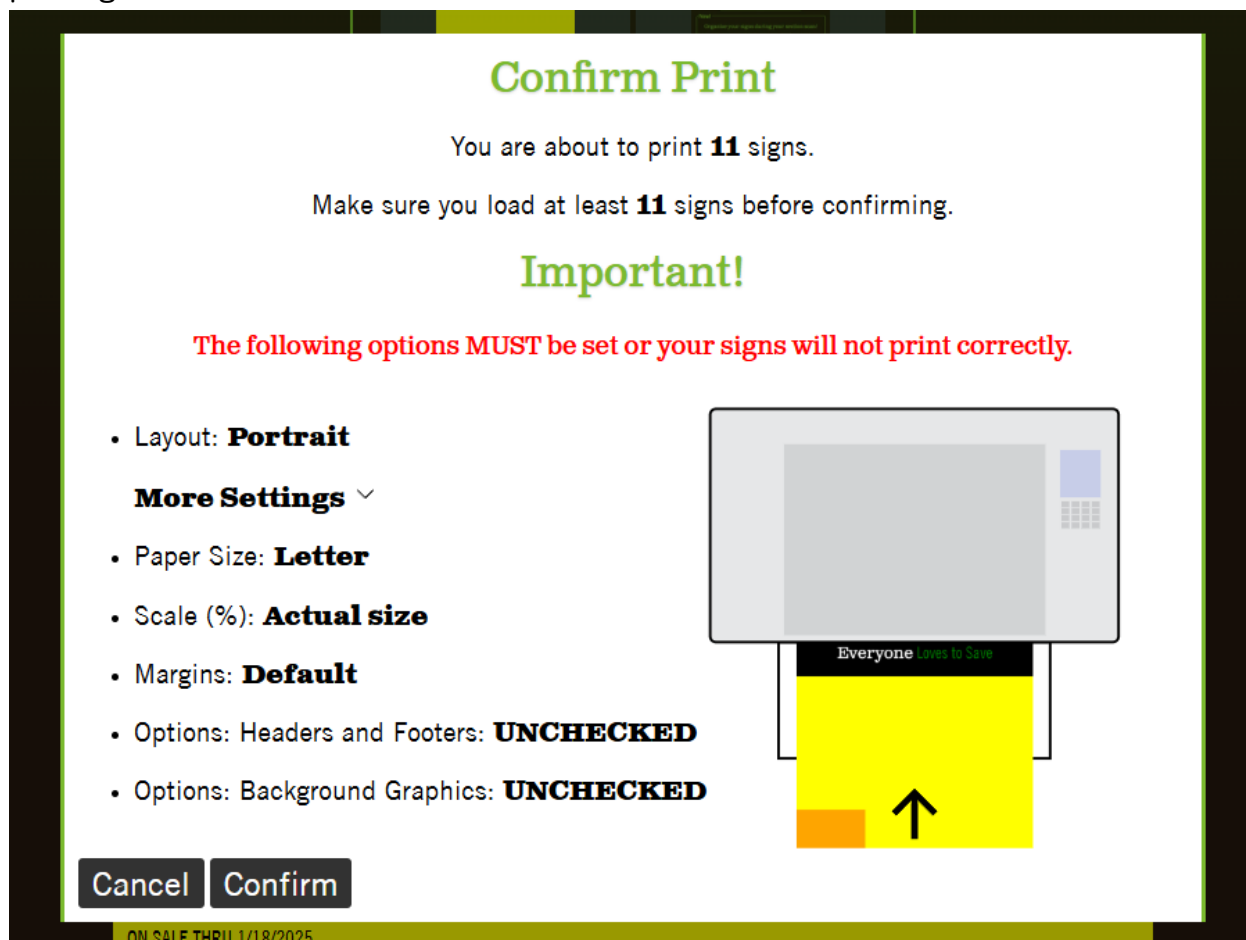 Confirm Print
You are about to print 11 signs.
Make sure you load at least 11 signs before confirming.
Important!
The following options MUST be set or your signs will not print correctly.
• Layout: Portrait
More Settings
• Paper Size: Letter
• Scale (%): Actual size
• Margins: Default
• Options: Headers and Footers: UNCHECKED
• Options: Background Graphics: UNCHECKED
Everyone Loves to Save
Cancel Confirm
ON SALE THRU 1/18/2025